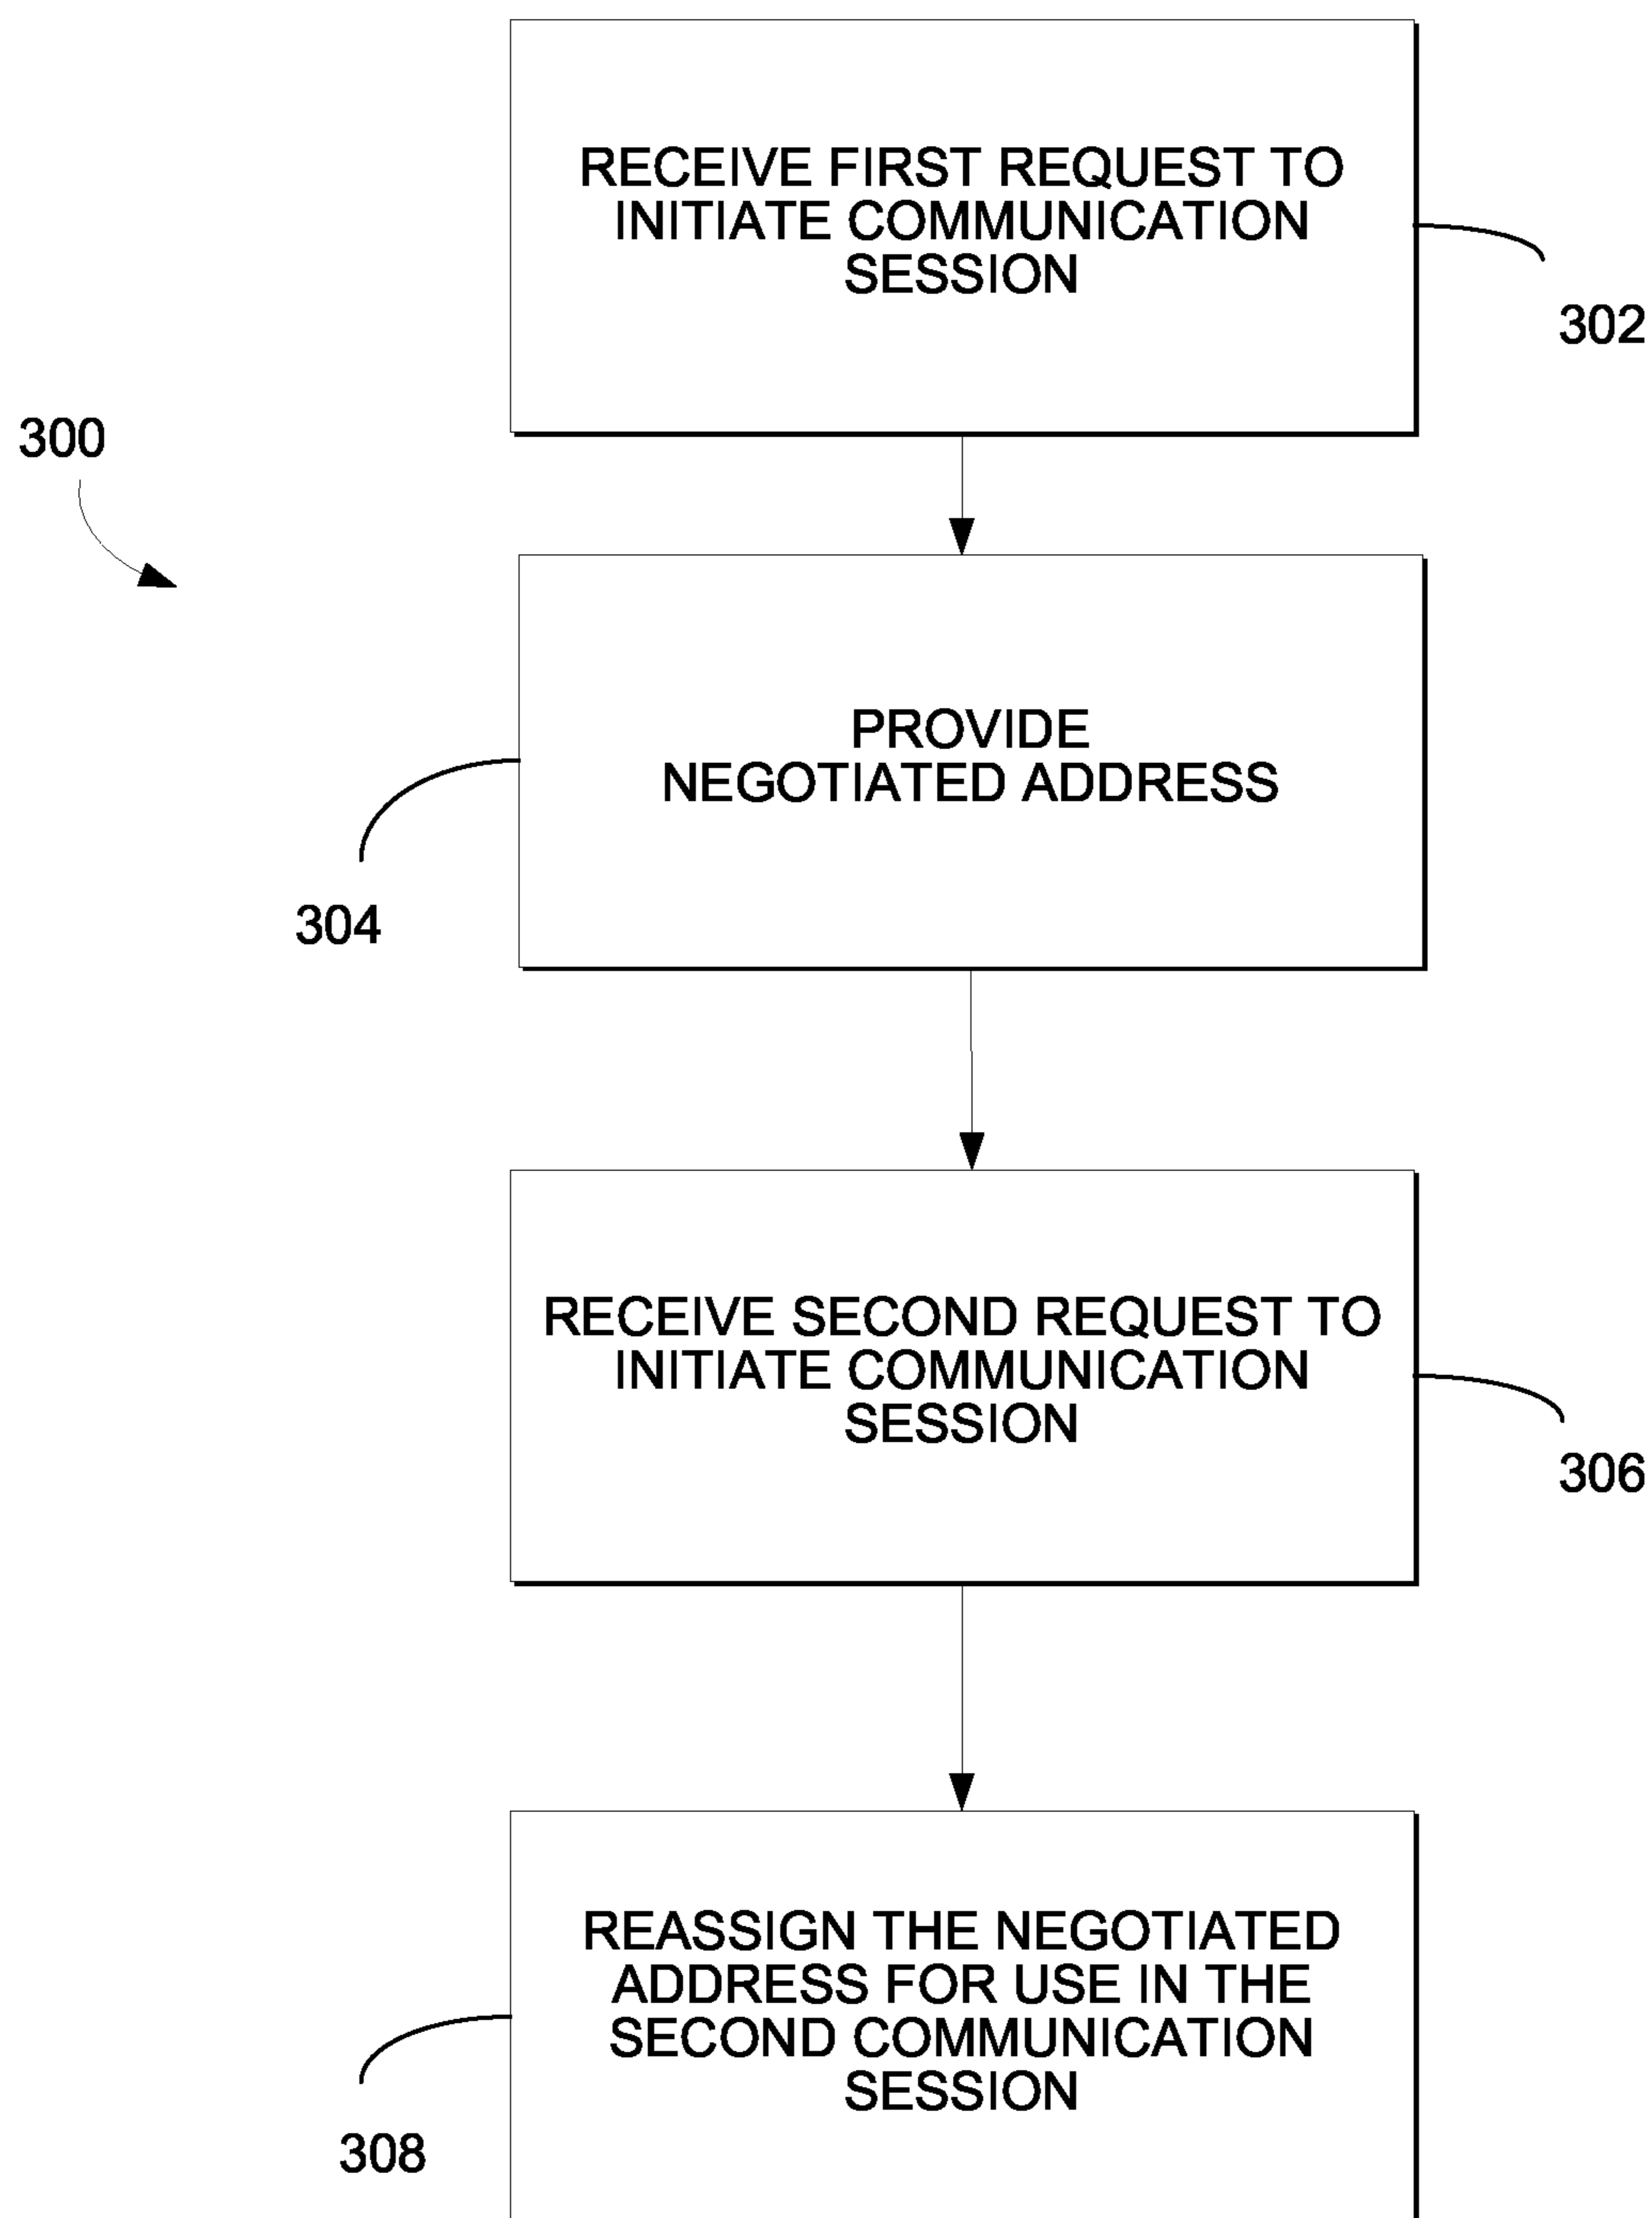 RECEIVE FIRST REQUEST TO
INITIATE COMMUNICATION
SESSION
302
300
PROVIDE
NEGOTIATED ADDRESS
304
RECEIVE SECOND REQUEST TO
INITIATE COMMUNICATION
SESSION
306
REASSIGN THE NEGOTIATED
ADDRESS FOR USE IN THE
SECOND COMMUNICATION
SESSION
308